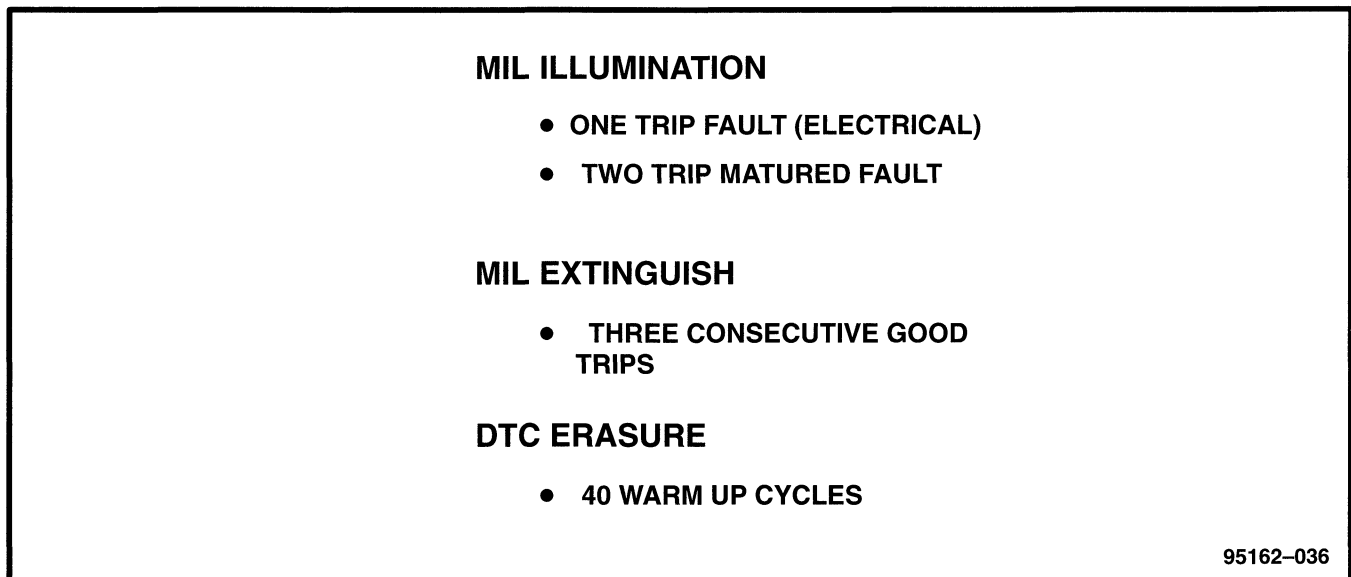 MIL ILLUMINATION
● ONE TRIP FAULT (ELECTRICAL)
● TWO TRIP MATURED FAULT
MIL EXTINGUISH
● THREE CONSECUTIVE GOOD
TRIPS
DTC ERASURE
● 40 WARM UP CYCLES
95162–036